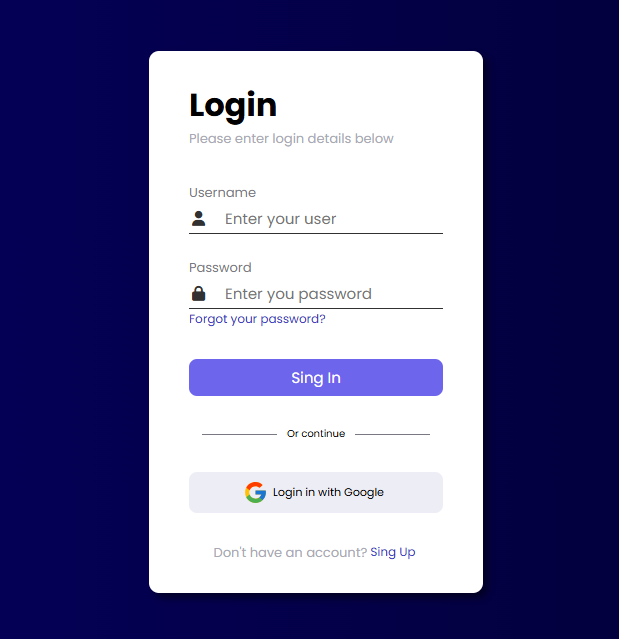 Login
Please enter login details below
Username
Enter your user
Password
Enter you password
Forgot your password?
Sing In
Or continue
Login in with Google
Don't have an account? Sing Up